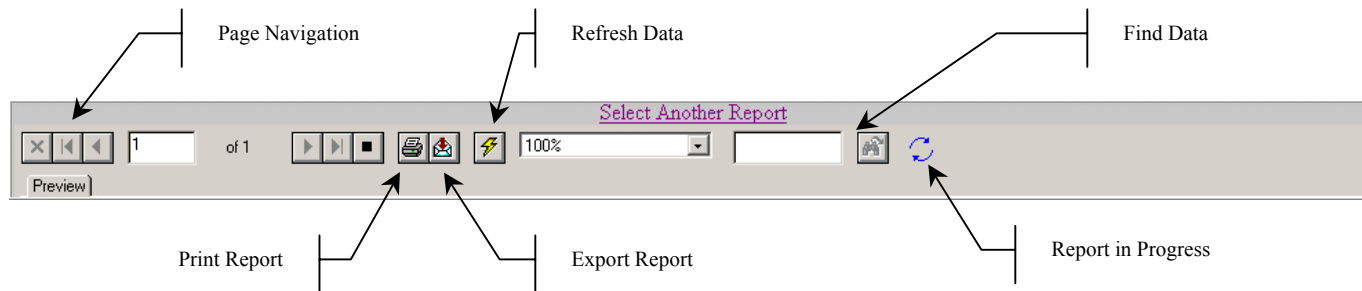 Page Navigation
Refresh Data
Find Data
Select Another Report
1
of 1
100%
Preview
Print Report
Export Report
Report in Progress